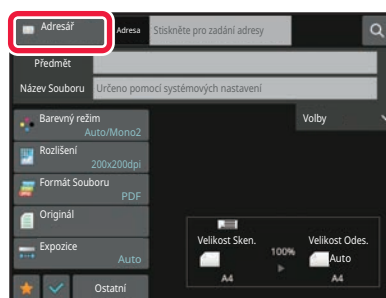 Adresář
Adresa
Stiskněte pro zadání adresy
Předmět
Název Souboru
Určeno pomocí systémových nastavení
Barevný režim
Auto/Mono2
Volby
Rozlišení
200x200dpi
Formát Souboru
PDF
Originál
Velikost Sken.
100%
Velikost Odes.
Auto
A4
A4
Expozice
Auto
Ostatní